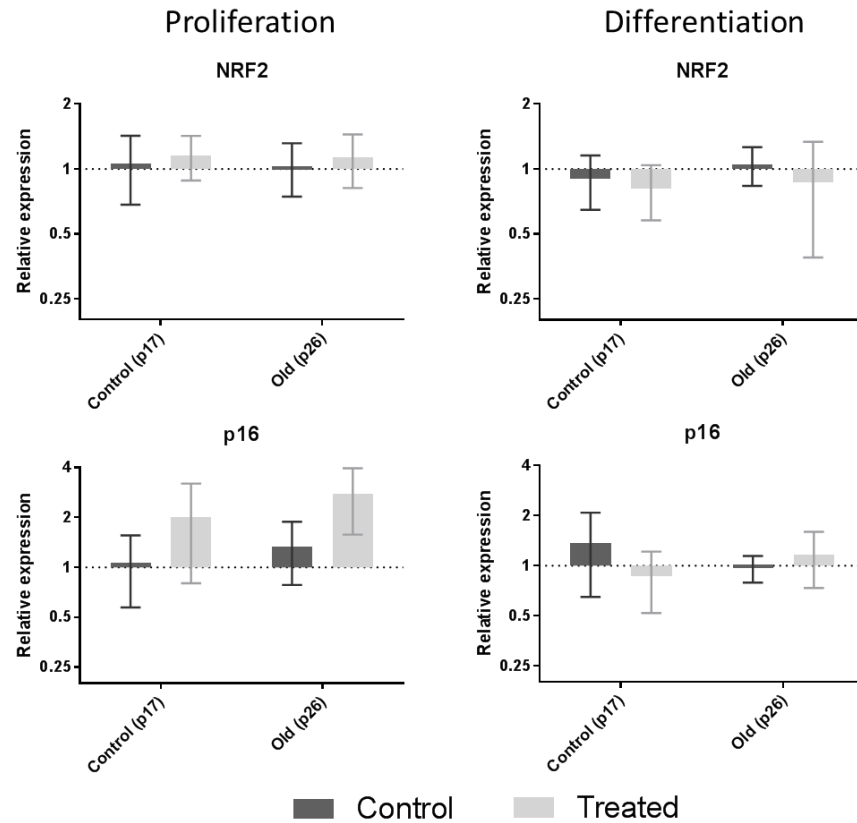 Proliferation
Differentiation
NRF2
Relative expression
2
1
0.5
0.25
Control (p17)
Old (p26)
NRF2
Relative expression
2
1
0.5
0.25
Control (p17)
Old (p26)
p16
Relative expression
4
2
1
0.5
0.25
Control (p17)
Old (p26)
p16
Relative expression
4
2
1
0.5
0.25
Control (p17)
Old (p26)
Control
Treated